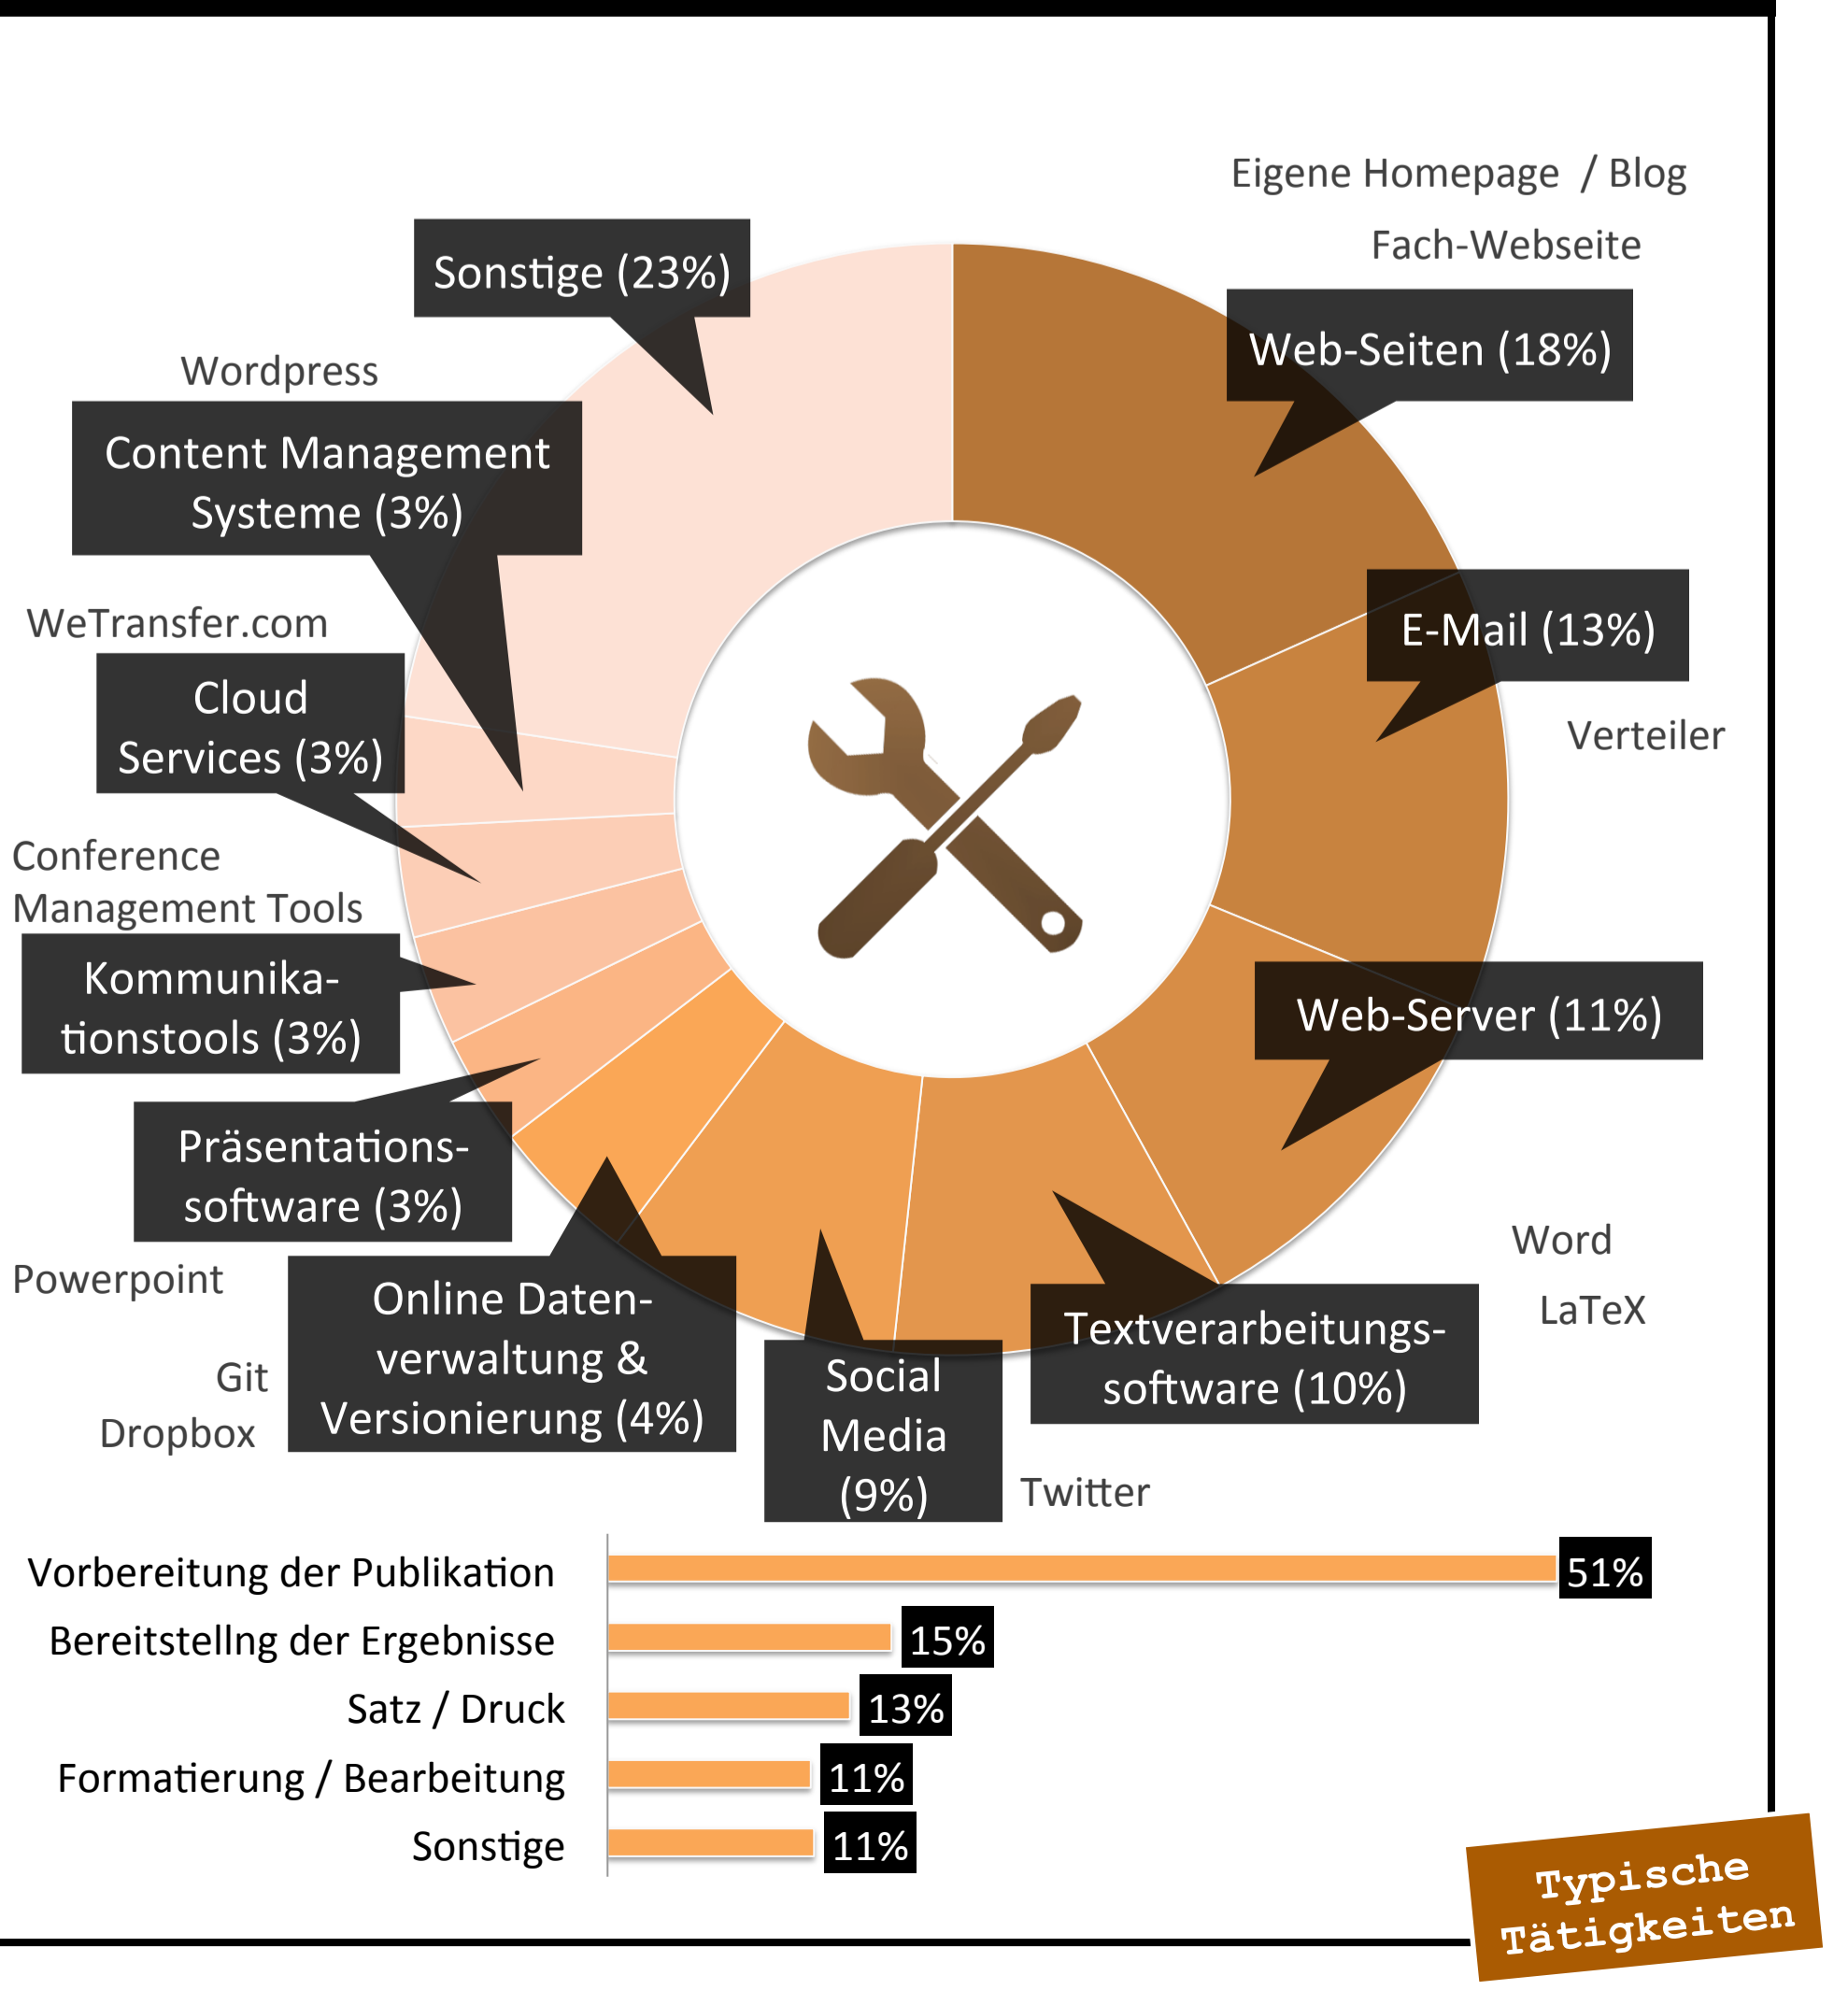 Eigene Homepage / Blog
Fach-Webseite
Web-Seiten (18%)
E-Mail (13%)
Verteiler
Web-Server (11%)
Word
LaTeX
Textverarbeitungs-
software (10%)
Social
Media
(9%)
Twitter
Online Daten-
verwaltung &
Versionierung (4%)
Git
Dropbox
Präsentations-
software (3%)
Powerpoint
Conference
Management Tools
Kommunika-
tionstools (3%)
WeTransfer.com
Cloud
Services (3%)
Wordpress
Content Management
Systeme (3%)
Sonstige (23%)
Vorbereitung der Publikation 51%
Bereitstellng der Ergebnisse 15%
Satz / Druck 13%
Formatierung / Bearbeitung 11%
Sonstige 11%
Typische
Tätigkeiten